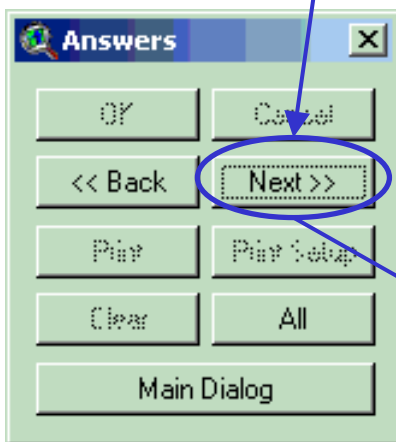 Answers
OK Cancel
<< Back Next >>
Print Print Setup
Clear All
Main Dialog